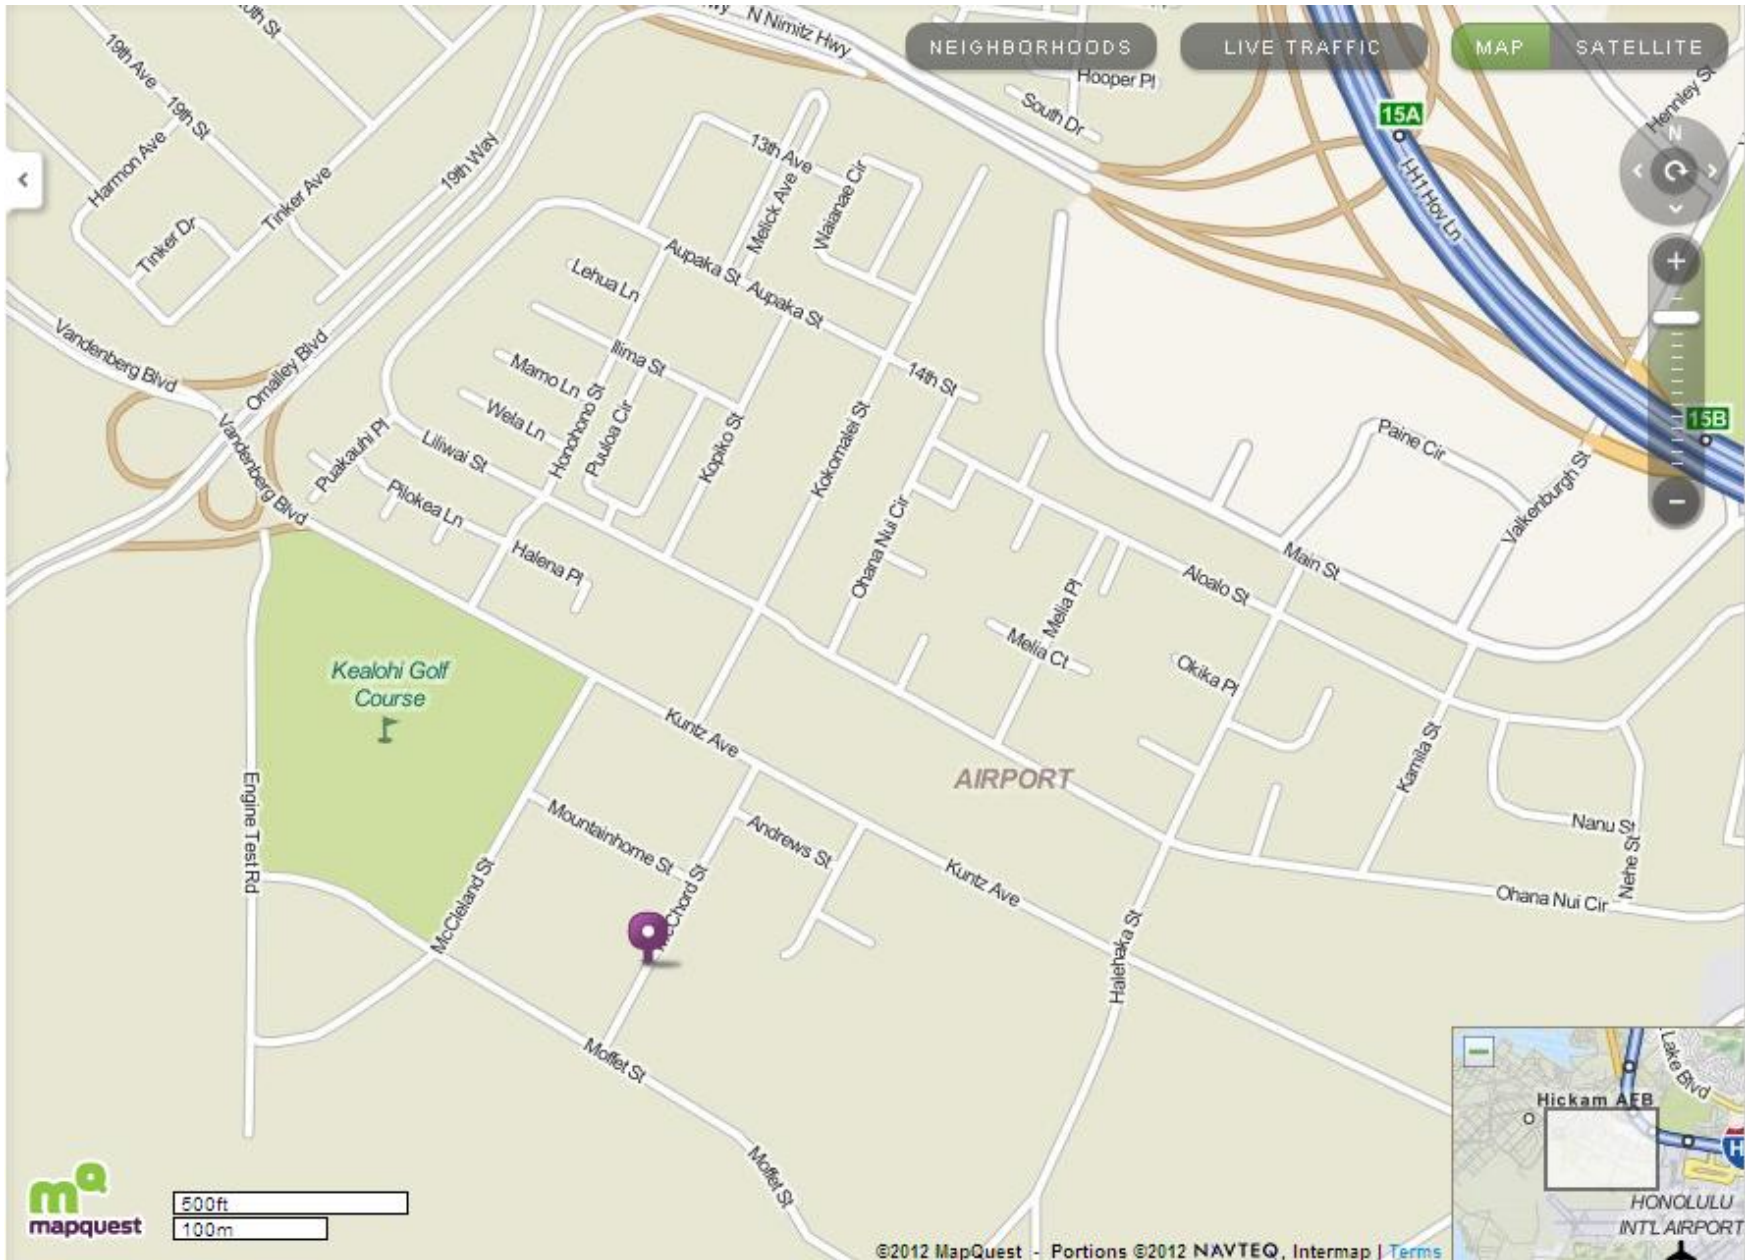 N Nimitz Hwy
NEIGHBORHOODS
LIVE TRAFFIC
MAP
SATELLITE
Hooper Pl
South Dr
15A
Hennley St
N
19th Ave
19th St
Harmon Ave
19th Way
Tinker Ave
Tinker Dr
13th Ave
Melick Ave
Waianae Cir
H-H1 Hov Ln
Aupaka St
Aupaka St
Lehua Ln
Ilima St
Mamo Ln
Wela Ln
Honohono St
Puuloa Cir
Kopiko St
Kokomalei St
14th St
Vandenberg Blvd
Omalley Blvd
Vandenberg Blvd
Puakauhi Pl
Liliwai St
Pilokea Ln
Halena Pl
Ohana Nui Cir
Paine Cir
15B
Valkenburgh St
Main St
Aloalo St
Melia Pl
Melia Ct
Okika Pl
Kealohi Golf
Course
Kuntz Ave
AIRPORT
Kamila St
Nanu St
Nehe St
Ohana Nui Cir
Engine Test Rd
Mountainhome St
Andrews St
McCleland St
McChord St
Kuntz Ave
Halehaka St
Moffet St
Moffet St
Lake Blvd
Hickam AFB
H
HONOLULU
INT'L AIRPORT
mapquest
500ft
100m
©2012 MapQuest - Portions ©2012 NAVTEQ, Intermap | Terms